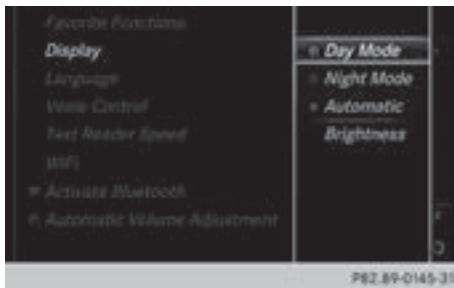 Favorite Functions
Display
Language
Voice Control
Text Reader Speed
WiFi
Activate Bluetooth
Automatic Volume Adjustment
Day Mode
Night Mode
Automatic
Brightness
P82.89-0145-31